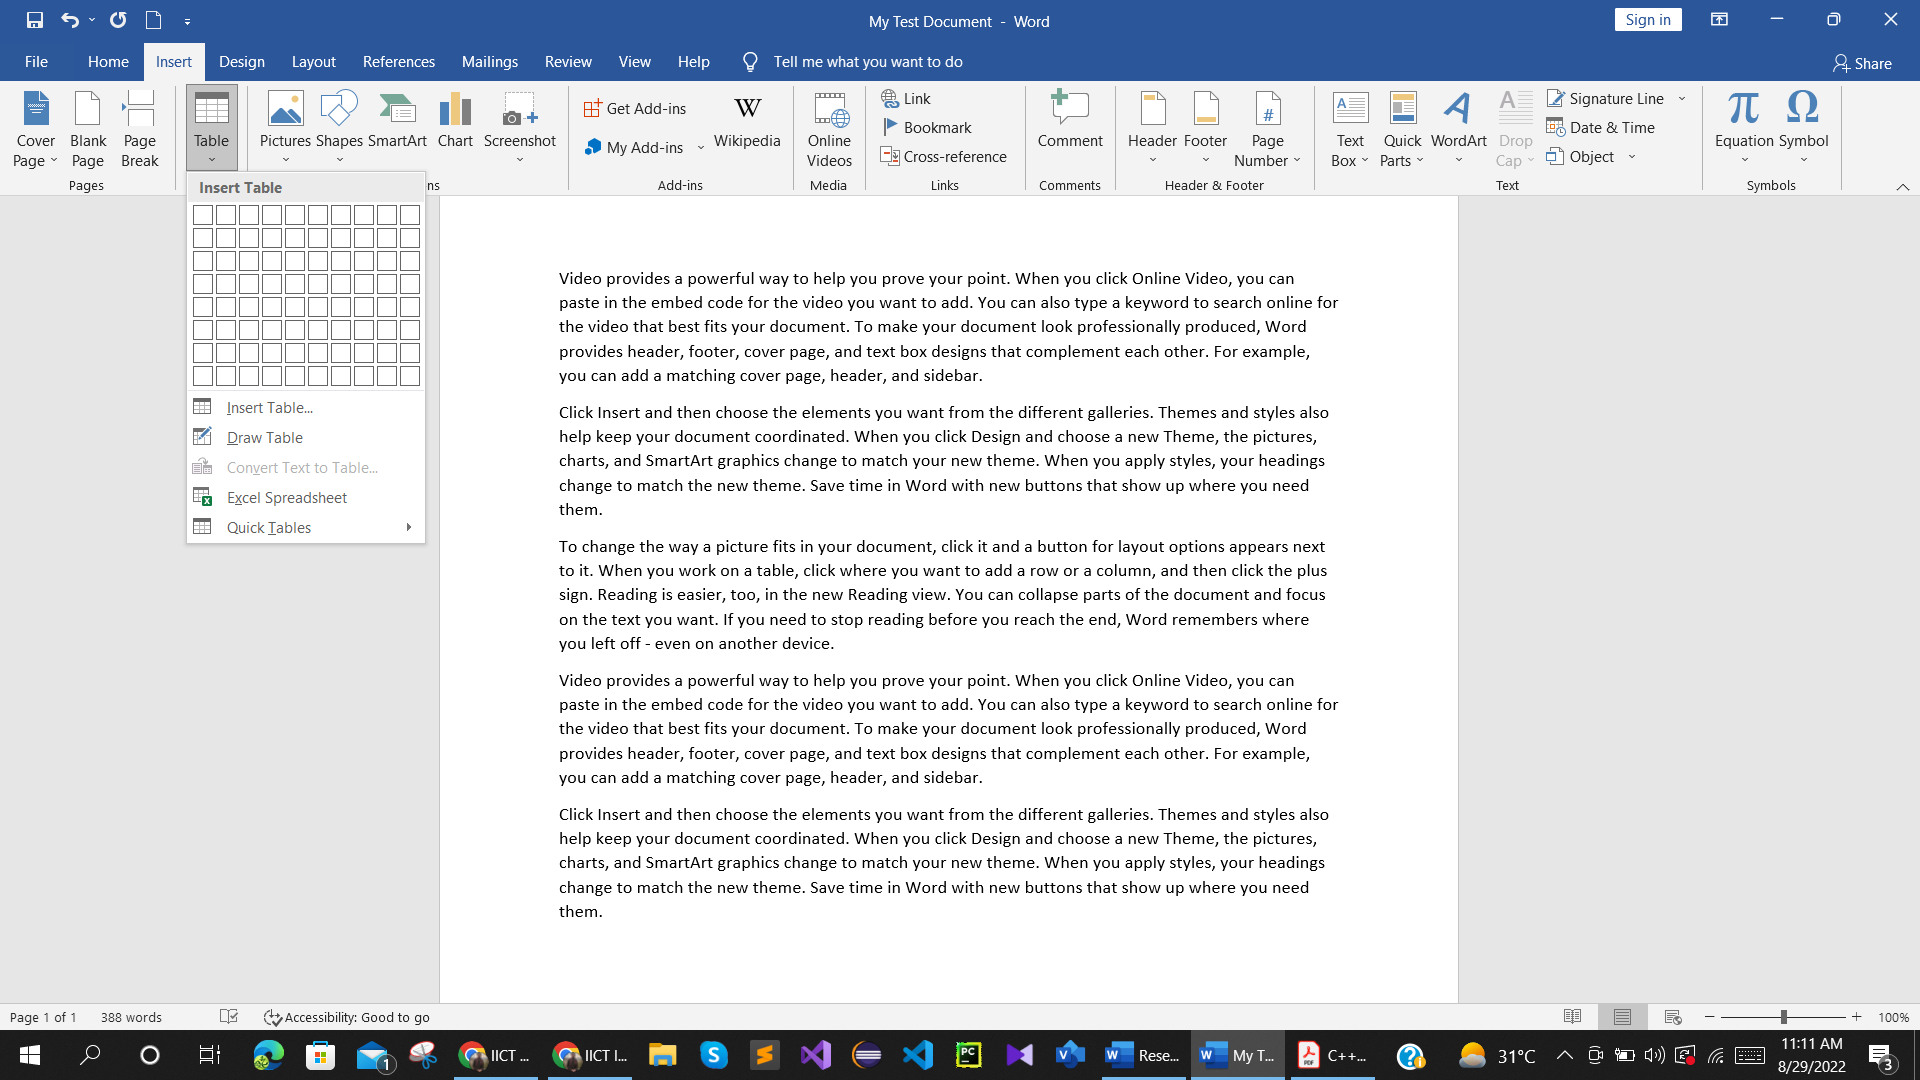 My Test Document - Word
Sign in
File Home Insert Design Layout References Mailings Review View Help Tell me what you want to do Share
Cover Page
Blank Page
Page Break
Pages
Table
Pictures
Shapes
SmartArt
Chart
Screenshot
ns
Get Add-ins
My Add-ins
W
Wikipedia
Add-ins
Online Videos
Media
Link
Bookmark
Cross-reference
Links
Comment
Comments
Header
Footer
#
Page Number
Header & Footer
A
Text Box
Quick Parts
A
WordArt
A
Drop Cap
Signature Line
Date & Time
Object
Text
π
Equation
Ω
Symbol
Symbols
Insert Table
Insert Table...
Draw Table
Convert Text to Table...
Excel Spreadsheet
Quick Tables
Video provides a powerful way to help you prove your point. When you click Online Video, you can
paste in the embed code for the video you want to add. You can also type a keyword to search online for
the video that best fits your document. To make your document look professionally produced, Word
provides header, footer, cover page, and text box designs that complement each other. For example,
you can add a matching cover page, header, and sidebar.
Click Insert and then choose the elements you want from the different galleries. Themes and styles also
help keep your document coordinated. When you click Design and choose a new Theme, the pictures,
charts, and SmartArt graphics change to match your new theme. When you apply styles, your headings
change to match the new theme. Save time in Word with new buttons that show up where you need
them.
To change the way a picture fits in your document, click it and a button for layout options appears next
to it. When you work on a table, click where you want to add a row or a column, and then click the plus
sign. Reading is easier, too, in the new Reading view. You can collapse parts of the document and focus
on the text you want. If you need to stop reading before you reach the end, Word remembers where
you left off - even on another device.
Video provides a powerful way to help you prove your point. When you click Online Video, you can
paste in the embed code for the video you want to add. You can also type a keyword to search online for
the video that best fits your document. To make your document look professionally produced, Word
provides header, footer, cover page, and text box designs that complement each other. For example,
you can add a matching cover page, header, and sidebar.
Click Insert and then choose the elements you want from the different galleries. Themes and styles also
help keep your document coordinated. When you click Design and choose a new Theme, the pictures,
charts, and SmartArt graphics change to match your new theme. When you apply styles, your headings
change to match the new theme. Save time in Word with new buttons that show up where you need
them.
Page 1 of 1 388 words Accessibility: Good to go 100%
1 IICT ... IICT I... S PC V W Rese... W My T... PDF C++... ? 31°C
11:11 AM
8/29/2022
3